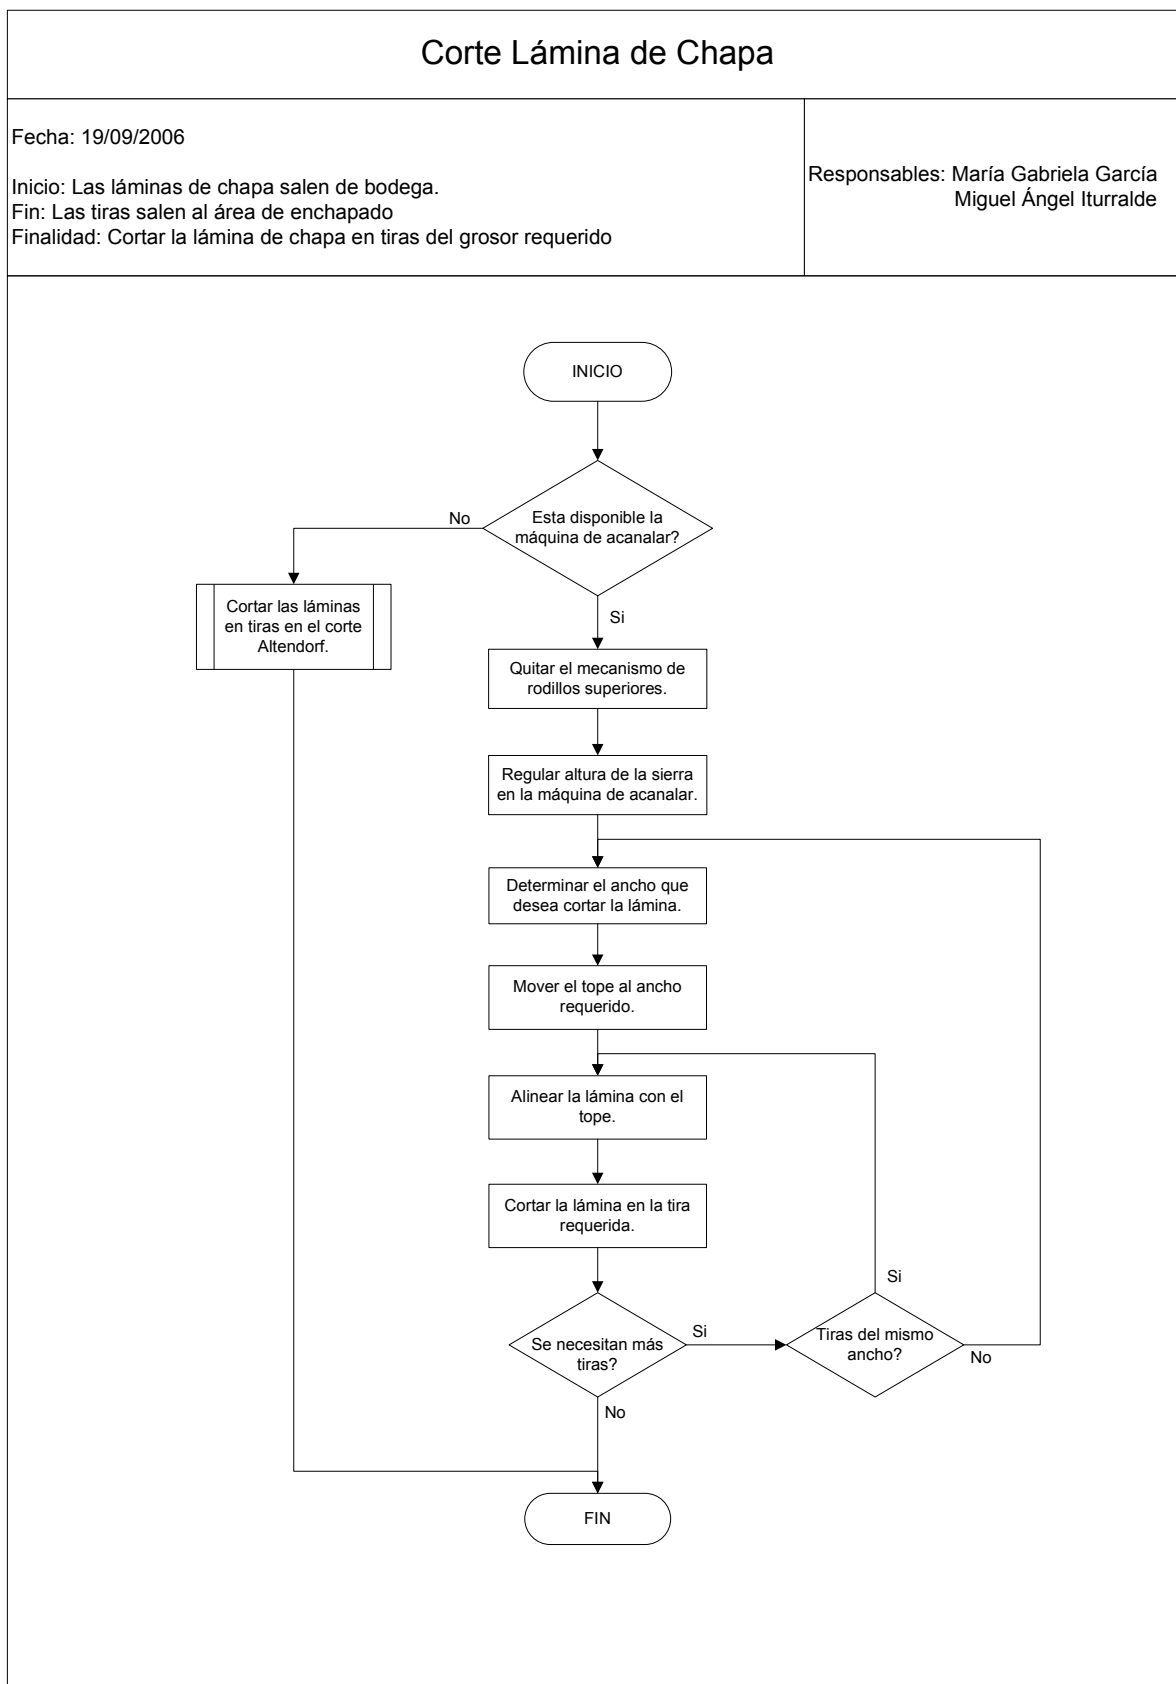 Corte Lámina de Chapa
Fecha: 19/09/2006
Inicio: Las láminas de chapa salen de bodega.
Fin: Las tiras salen al área de enchapado
Finalidad: Cortar la lámina de chapa en tiras del grosor requerido
Responsables: María Gabriela García
Miguel Ángel Iturralde
INICIO
Esta disponible la
máquina de acanalar?
No
Si
Cortar las láminas
en tiras en el corte
Altendorf.
Quitar el mecanismo de
rodillos superiores.
Regular altura de la sierra
en la máquina de acanalar.
Determinar el ancho que
desea cortar la lámina.
Mover el tope al ancho
requerido.
Alinear la lámina con el
tope.
Cortar la lámina en la tira
requerida.
Se necesitan más
tiras?
Si
Tiras del mismo
ancho?
Si
No
No
FIN